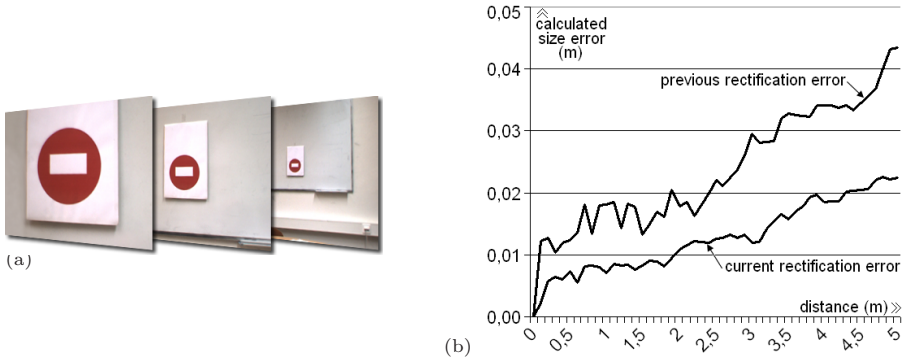 (a)
0,05
0,04
0,03
0,02
0,01
0,00
calculated
size error
(m)
previous rectification error
current rectification error
distance (m)
0
0,5
1
1,5
2
2,5
3
3,5
4
4,5
5
(b)